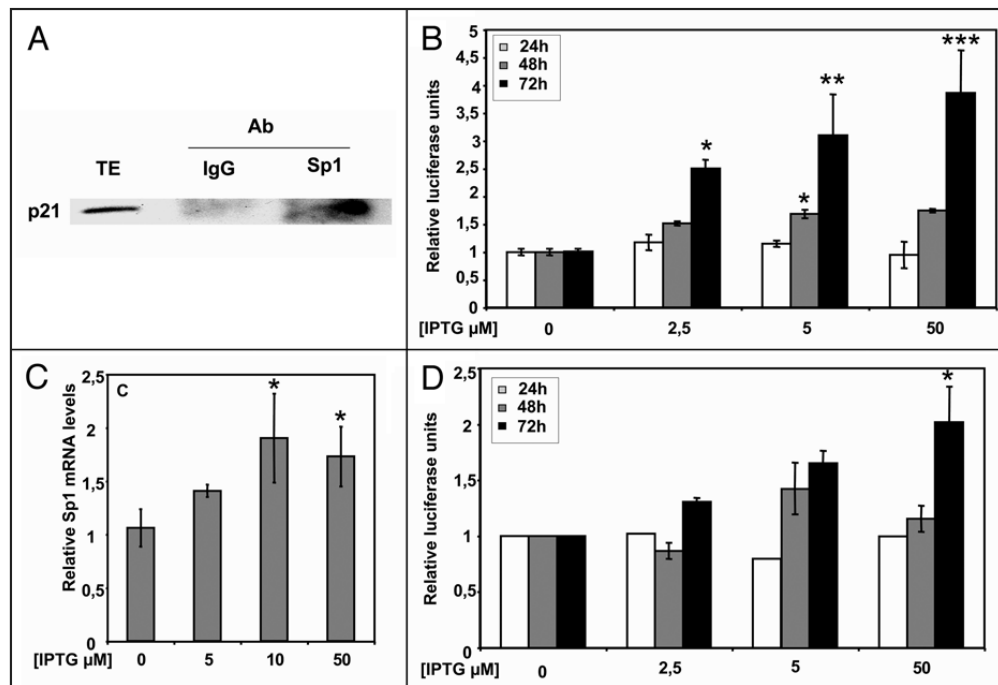 A
Ab
TE IgG Sp1
p21
B
24h
48h
72h
Relative luciferase units
5
4,5
4
3,5
3
2,5
2
1,5
1
0,5
0
*
*
**
***
[IPTG µM] 0 2,5 5 50
C
c
Relative Sp1 mRNA levels
2,5
2
1,5
1
0,5
0
*
*
[IPTG µM] 0 5 10 50
D
24h
48h
72h
Relative luciferase units
2,5
2
1,5
1
0,5
0
*
[IPTG µM] 0 2,5 5 50